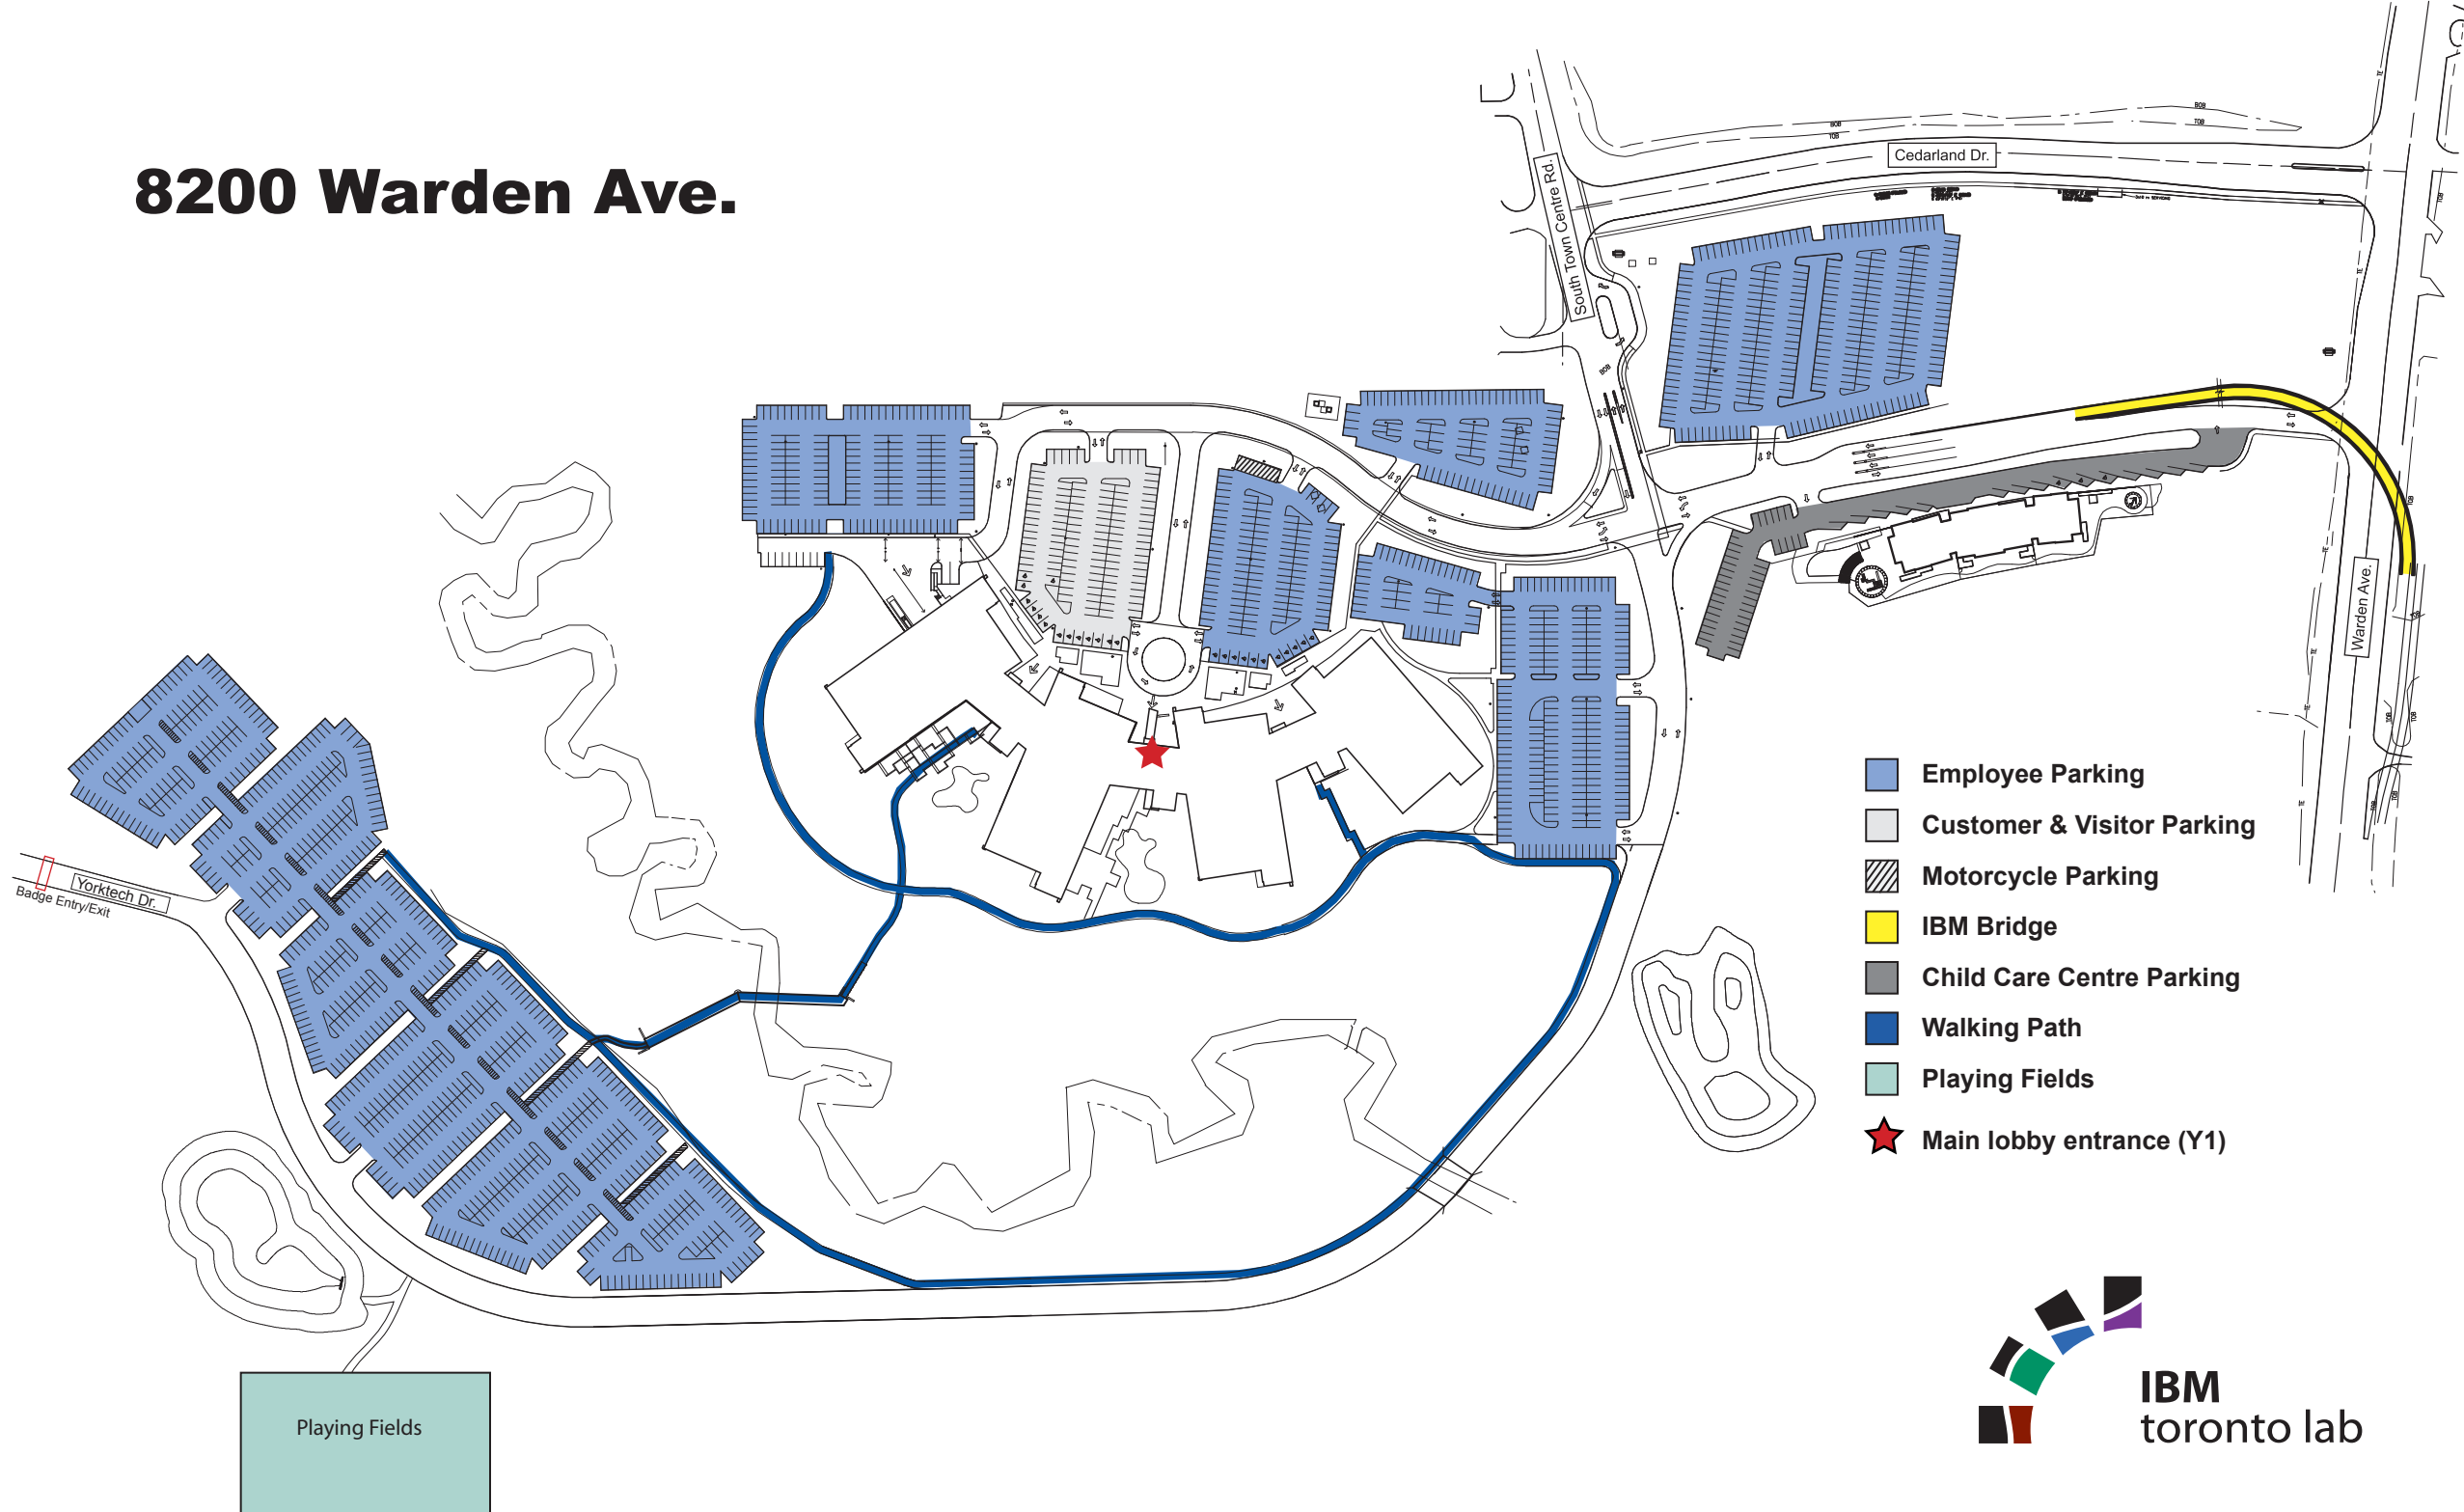 8200 Warden Ave.
Cedarland Dr.
South Town Centre Rd.
Warden Ave.
Yorktech Dr.
Badge Entry/Exit
Employee Parking
Customer & Visitor Parking
Motorcycle Parking
IBM Bridge
Child Care Centre Parking
Walking Path
Playing Fields
Main lobby entrance (Y1)
Playing Fields
IBM
toronto lab